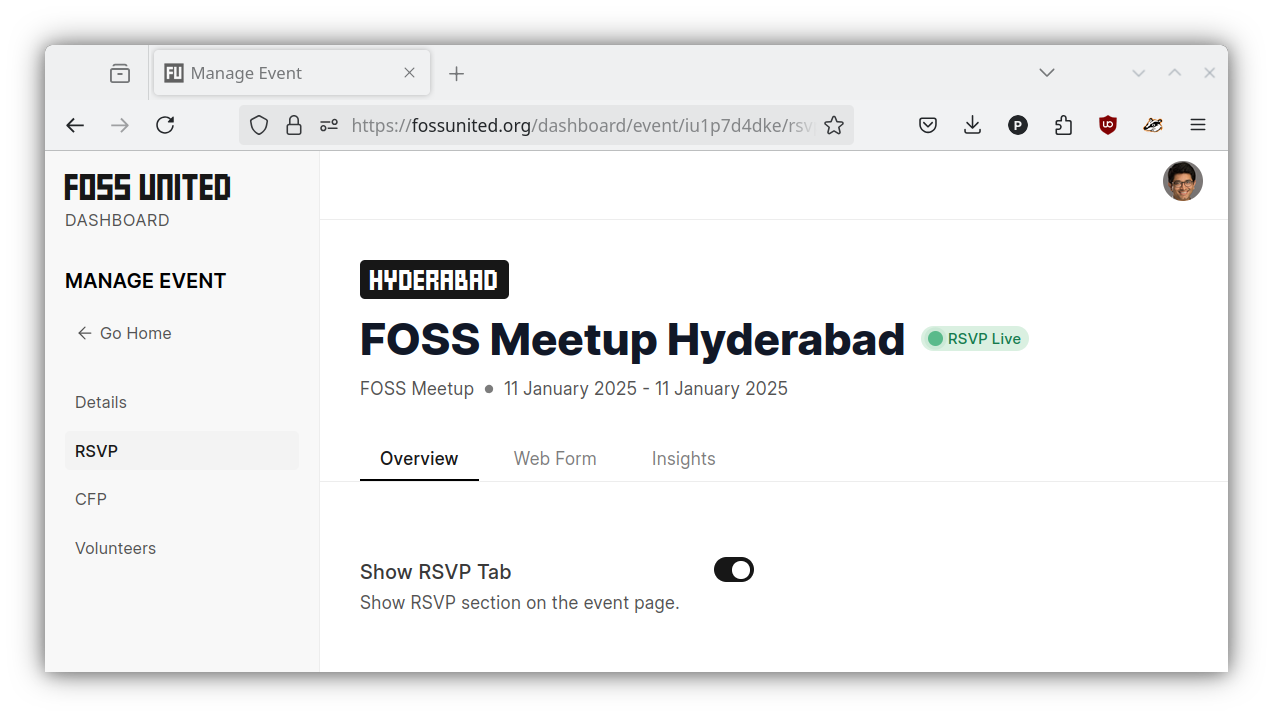 FU Manage Event
https://fossunited.org/dashboard/event/iu1p7d4dke/rsv
P
UO
FOSS UNITED
DASHBOARD
MANAGE EVENT
Go Home
Details
RSVP
CFP
Volunteers
HYDERABAD
FOSS Meetup Hyderabad
RSVP Live
FOSS Meetup • 11 January 2025 - 11 January 2025
Overview Web Form Insights
Show RSVP Tab
Show RSVP section on the event page.